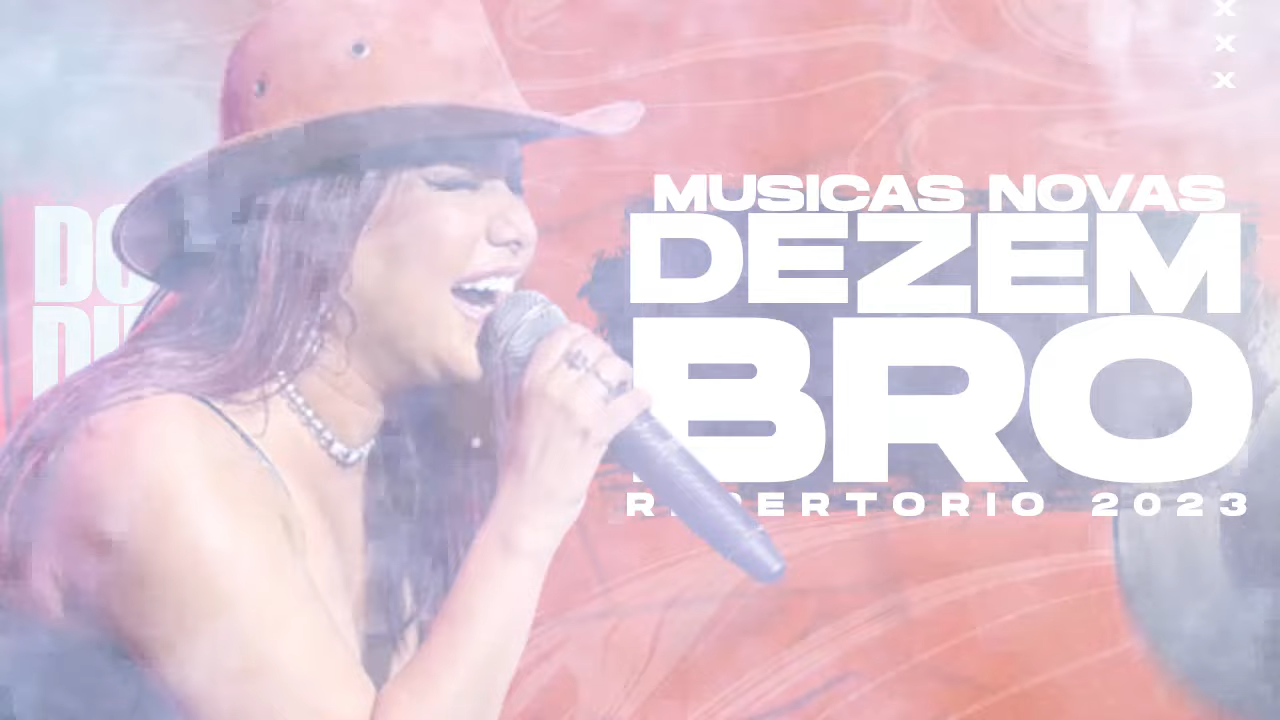 X
X
X
MUSICAS NOVAS
DEZEM
BRO
REPERTORIO 2023